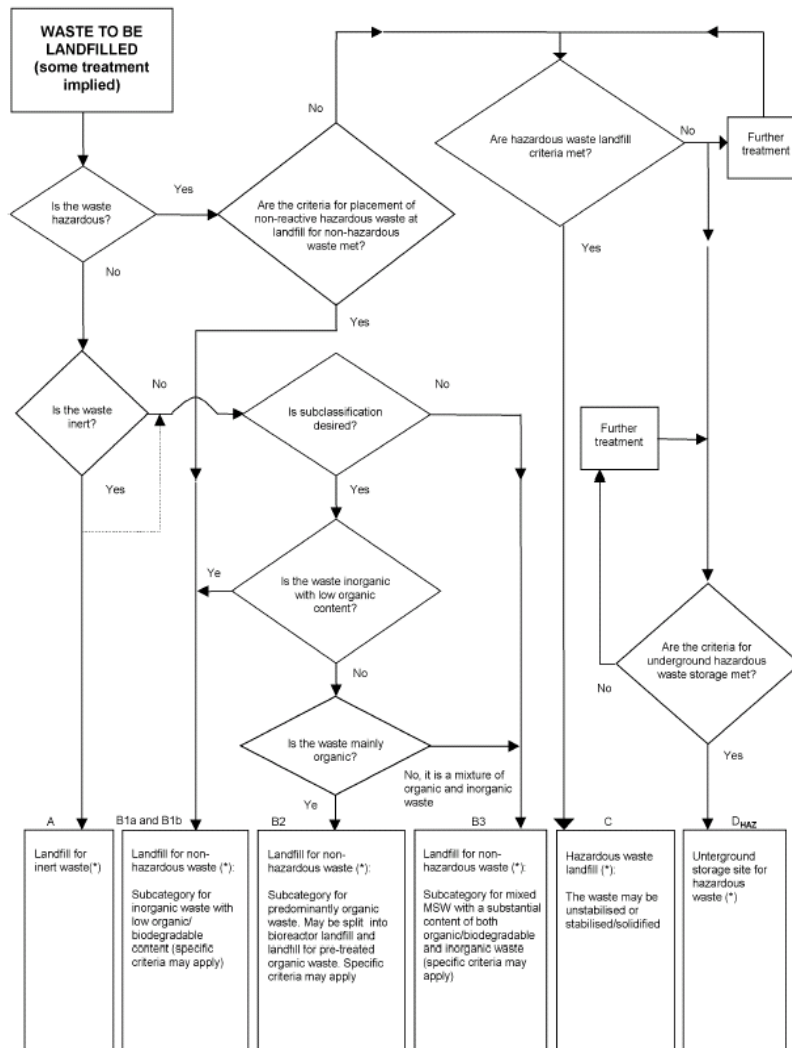 WASTE TO BE
LANDFILLED
(some treatment
implied)
No
Are hazardous waste landfill
criteria met?
No
Further
treatment
Is the waste
hazardous?
Yes
Are the criteria for placement of
non-reactive hazardous waste at
landfill for non-hazardous
waste met?
Yes
No
Yes
Is the waste
inert?
No
Is subclassification
desired?
No
Further
treatment
Yes
Yes
Ye
Is the waste inorganic
with low organic
content?
No
Are the criteria for
underground hazardous
waste storage met?
No
Is the waste mainly
organic?
No, it is a mixture of
organic and inorganic
waste
Yes
Ye
A
B1a and B1b
B2
B3
C
DHAZ
Landfill for
inert waste(*)
Landfill for non-
hazardous waste (*):
Subcategory for
inorganic waste with
low organic/
biodegradable
content (specific
criteria may apply)
Landfill for non-
hazardous waste (*):
Subcategory for
predominantly organic
waste. May be split into
bioreactor landfill and
landfill for pre-treated
organic waste. Specific
criteria may apply
Landfill for non-
hazardous waste (*):
Subcategory for mixed
MSW with a substantial
content of both
organic/biodegradable
and inorganic waste
(specific criteria may
apply)
Hazardous waste
landfill (*):
The waste may be
unstabilised or
stabilised/solidified
Unterground
storage site for
hazardous
waste (*)